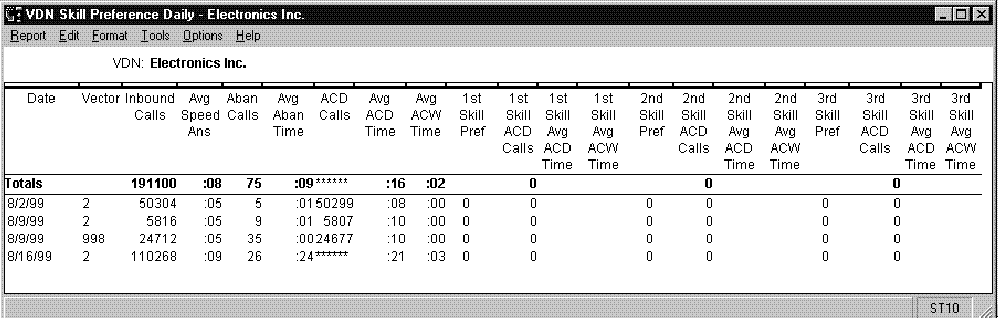 VDN Skill Preference Daily - Electronics Inc.
Report Edit Format Tools Options Help
VDN: Electronics Inc.
Date Vector Inbound Avg Aban Avg ACD Avg Avg 1st 1st 1st 1st 2nd 2nd 2nd 2nd 3rd 3rd 3rd 3rd
Calls Speed Calls Aban Calls ACD ACW Skill Skill Skill Skill Skill Skill Skill Skill Skill Skill Skill Skill
Ans Time Time Time Pref ACD Avg Avg Pref ACD Avg Avg Pref ACD Avg Avg
Calls ACD ACW Calls ACD ACW Calls ACD ACW
Time Time Time Time Time Time
Totals 191100 :08 75 :09 ****** :16 :02 0 0 0
8/2/99 2 50304 :05 5 :01 50299 :08 :00 0 0 0 0 0 0
8/9/99 2 5816 :05 9 :01 5807 :10 :00 0 0 0 0 0 0
8/9/99 998 24712 :05 35 :00 24677 :10 :00 0 0 0 0 0 0
8/16/99 2 110268 :09 26 :24 ****** :21 :03 0 0 0 0 0 0
ST10